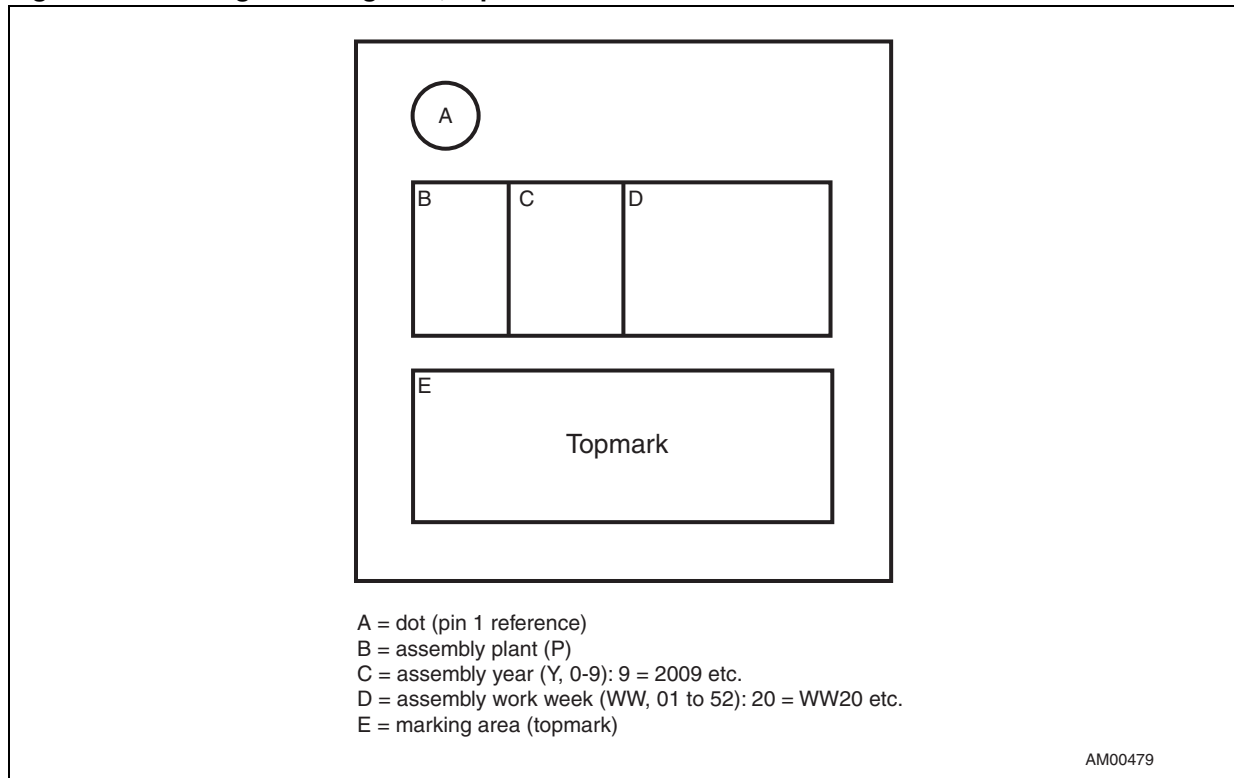 A
B C D
E
Topmark
A = dot (pin 1 reference)
B = assembly plant (P)
C = assembly year (Y, 0-9): 9 = 2009 etc.
D = assembly work week (WW, 01 to 52): 20 = WW20 etc.
E = marking area (topmark)
AM00479